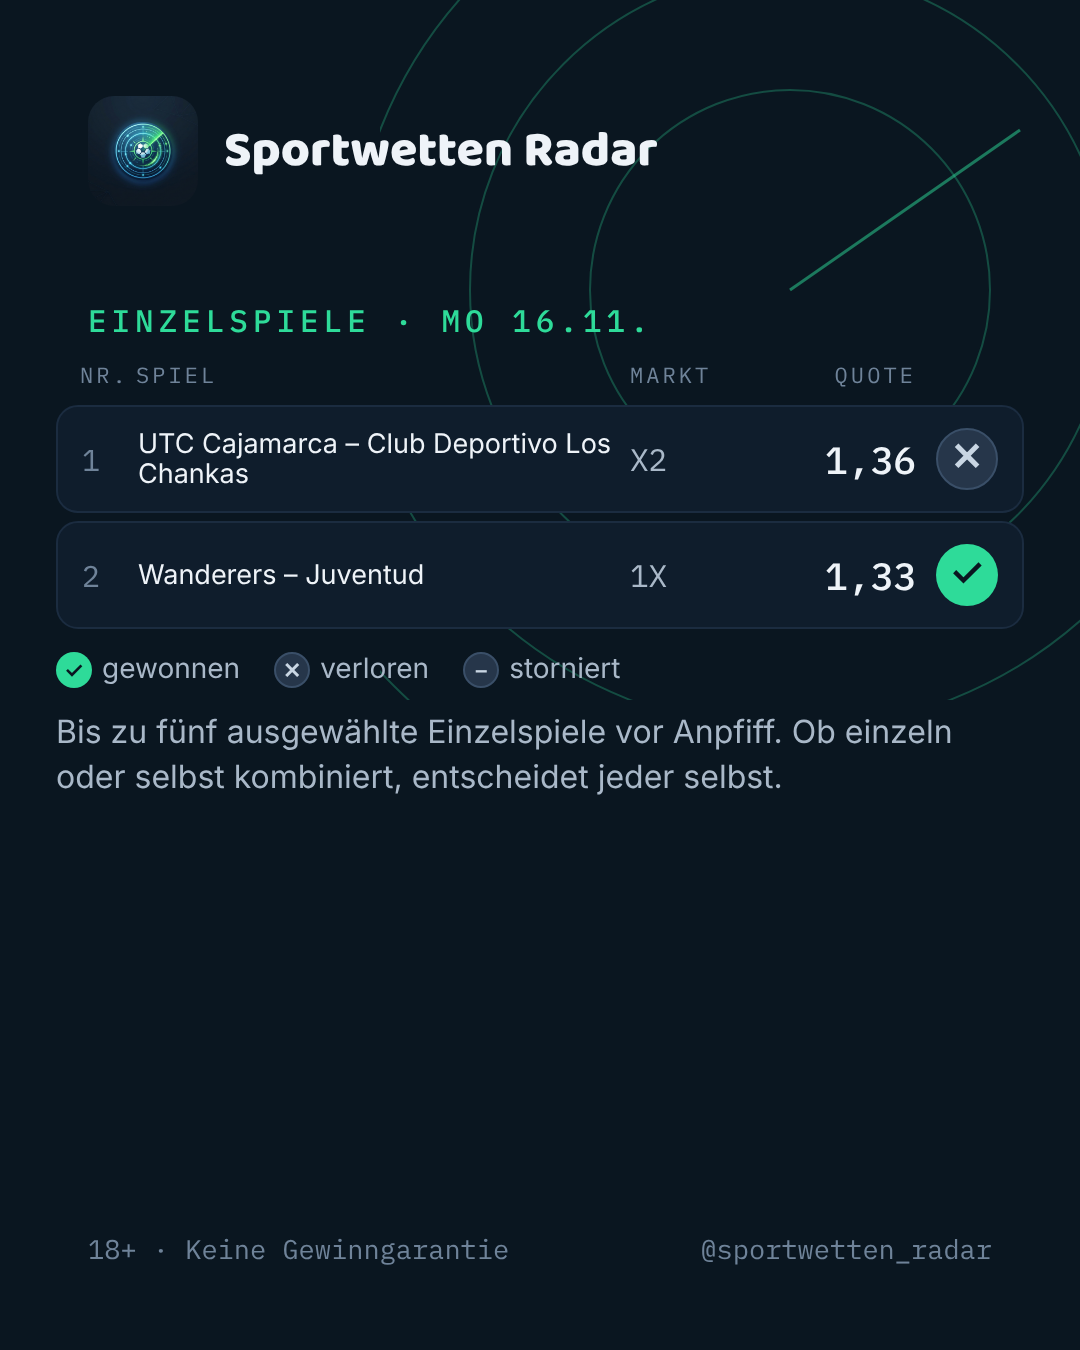 Sportwetten Radar
EINZELSPIELE · MO 16.11.
NR. SPIEL MARKT QUOTE
1 UTC Cajamarca – Club Deportivo Los Chankas X2 1,36
2 Wanderers – Juventud 1X 1,33
gewonnen verloren storniert
Bis zu fünf ausgewählte Einzelspiele vor Anpfiff. Ob einzeln
oder selbst kombiniert, entscheidet jeder selbst.
18+ · Keine Gewinngarantie @sportwetten_radar